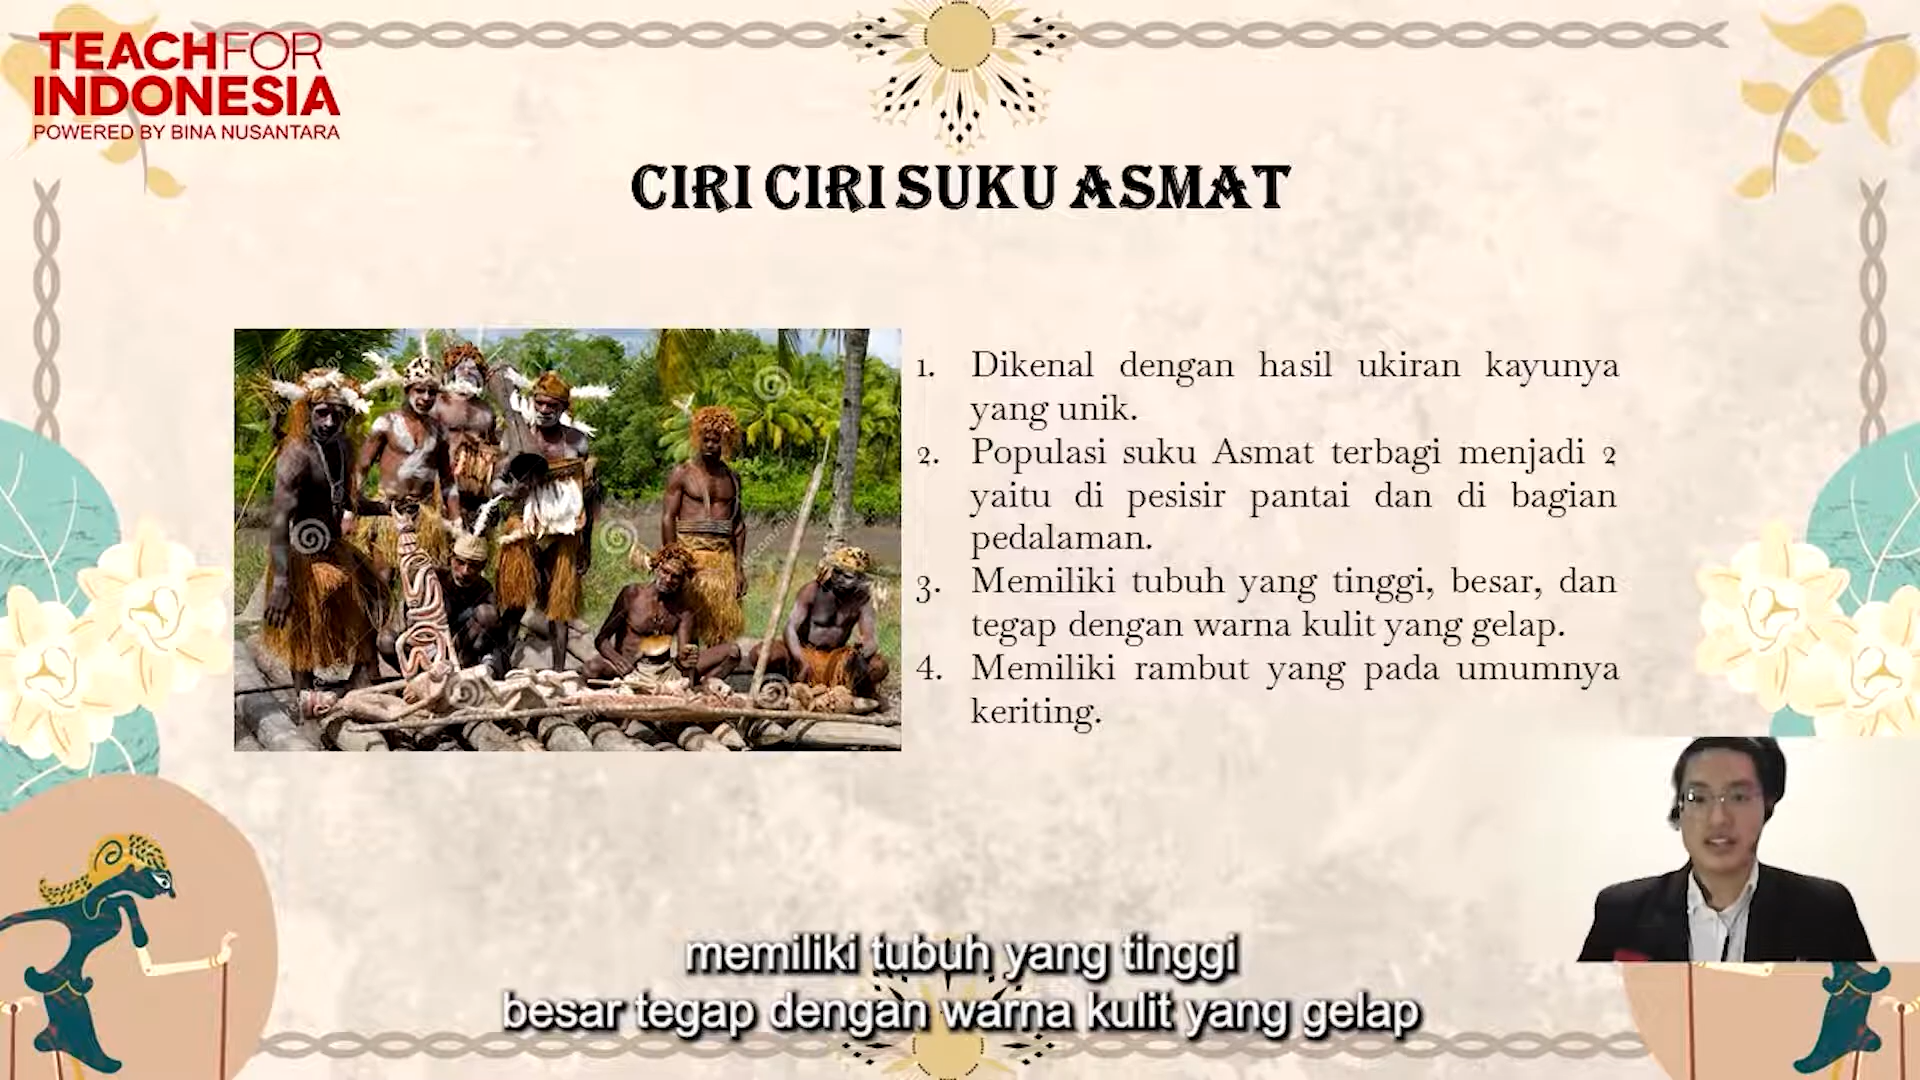 TEACHFOR
INDONESIA
POWERED BY BINA NUSANTARA
CIRI CIRI SUKU ASMAT
1. Dikenal dengan hasil ukiran kayunya
yang unik.
2. Populasi suku Asmat terbagi menjadi 2
yaitu di pesisir pantai dan di bagian
pedalaman.
3. Memiliki tubuh yang tinggi, besar, dan
tegap dengan warna kulit yang gelap.
4. Memiliki rambut yang pada umumnya
keriting.
memiliki tubuh yang tinggi
besar tegap dengan warna kulit yang gelap